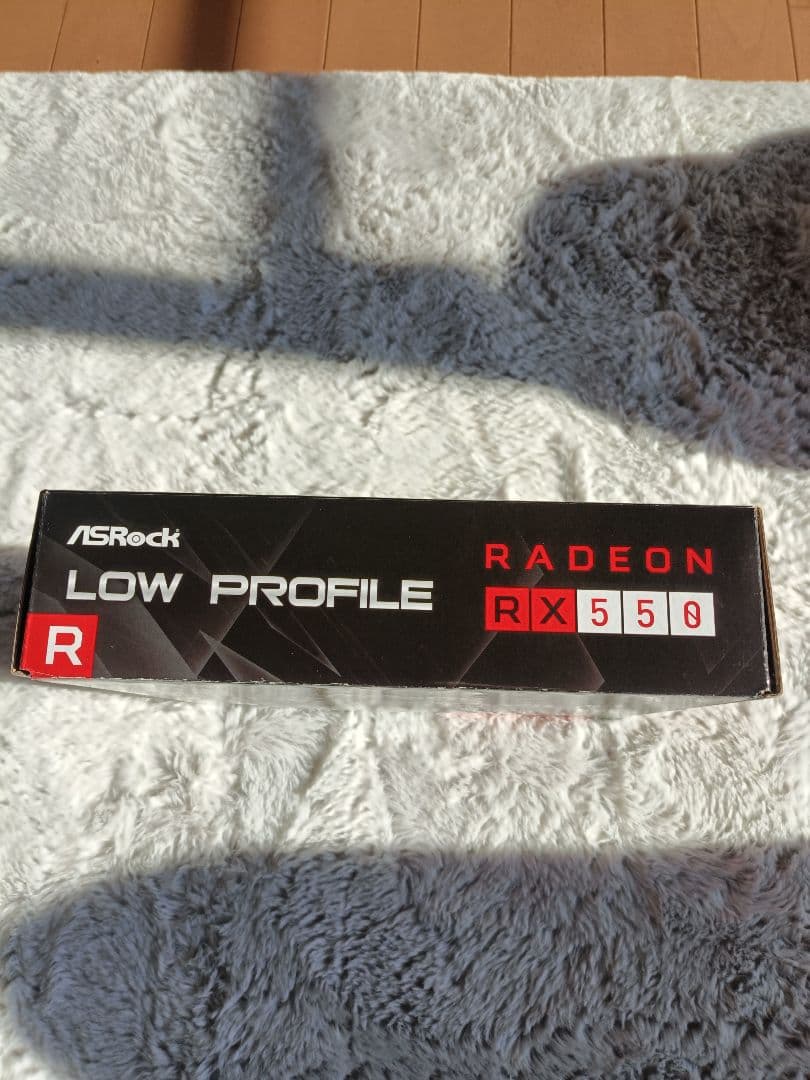 ASRock
LOW PROFILE
R
RADEON
RX550